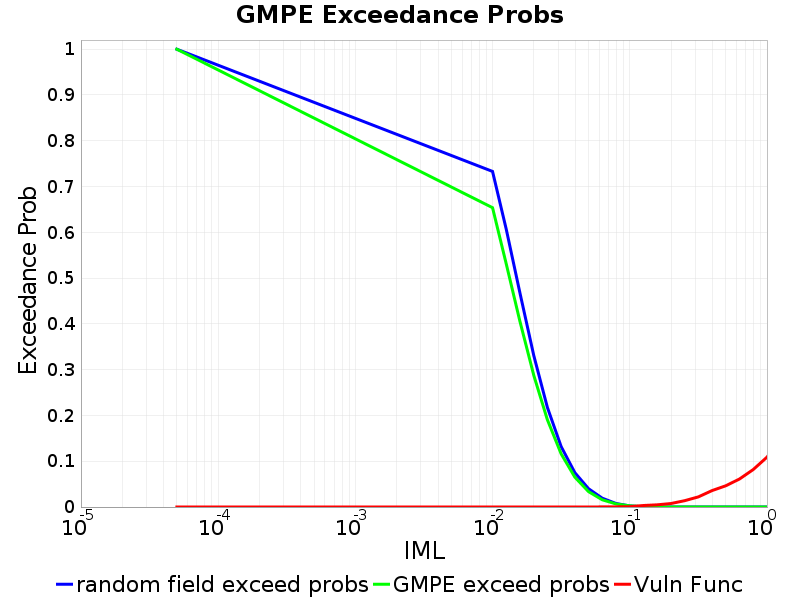 GMPE Exceedance Probs
Exceedance Prob
1
0.9
0.8
0.7
0.6
0.5
0.4
0.3
0.2
0.1
0
10^-5 10^-4 10^-3 10^-2 10^-1 10^0
IML
random field exceed probs GMPE exceed probs Vuln Func